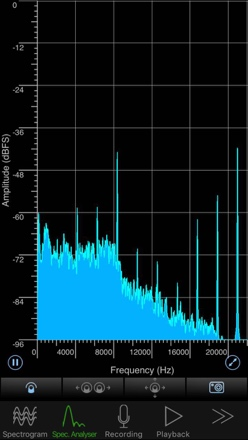 0
-12
-24
-36
-48
-60
-72
-84
-96
Amplitude (dBFS)
0 4000 8000 12000 16000 20000
Frequency (Hz)
Spectrogram Spec. Analyser Recording Playback